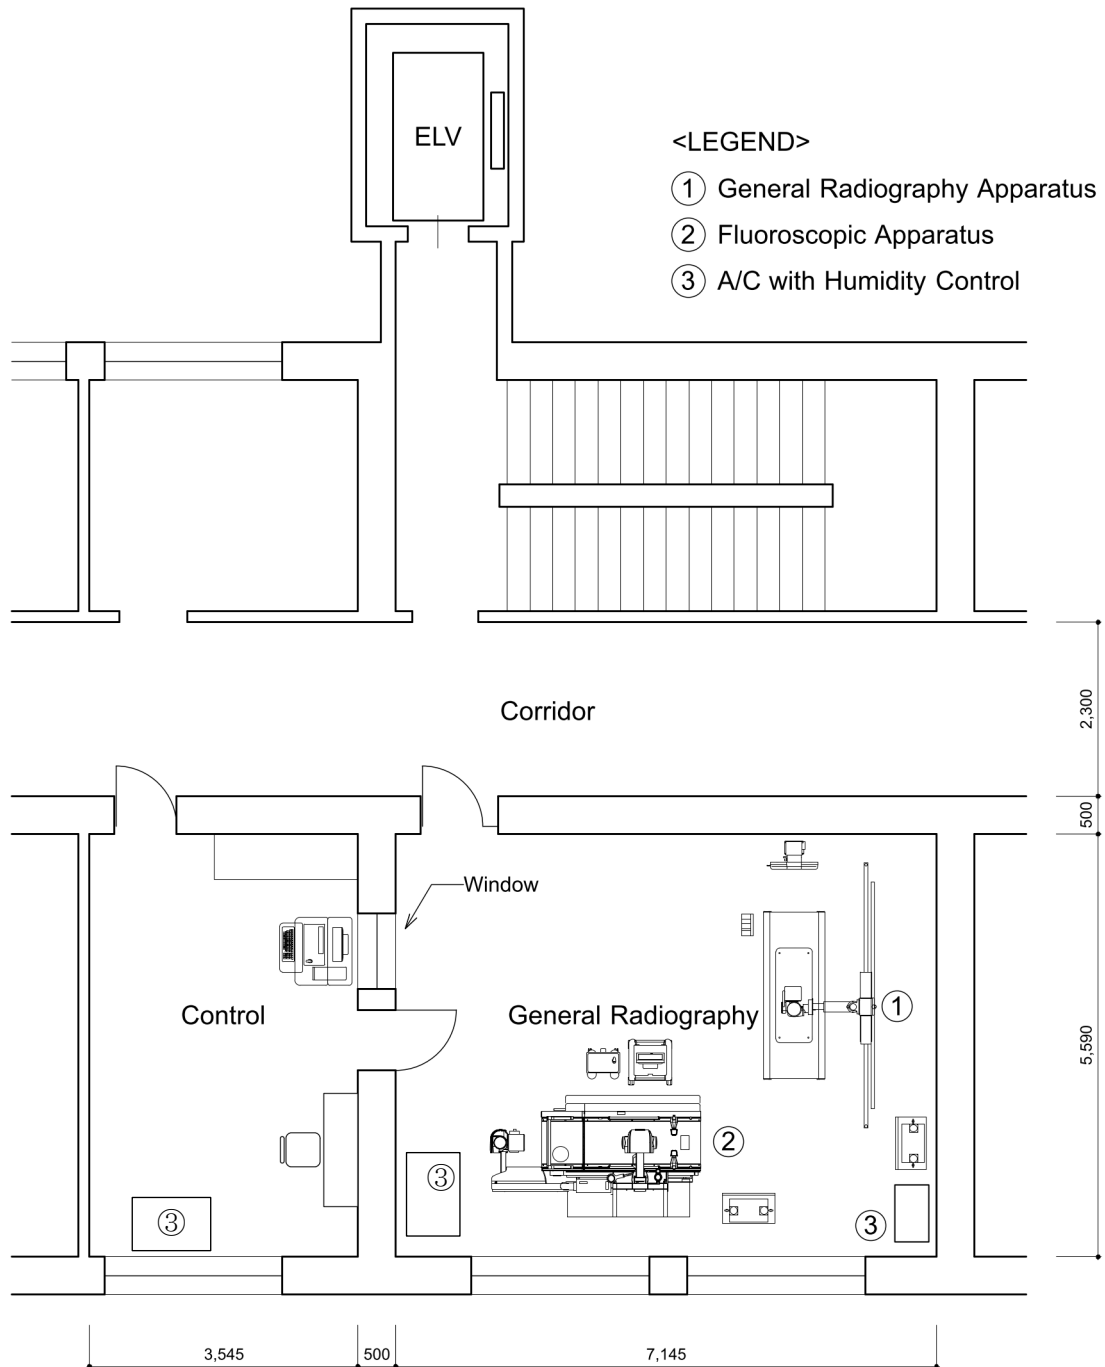 ELV
<LEGEND>
① General Radiography Apparatus
② Fluoroscopic Apparatus
③ A/C with Humidity Control
Corridor
2,300
500
Window
Control
General Radiography
①
5,590
②
③
③
③
3,545
500
7,145